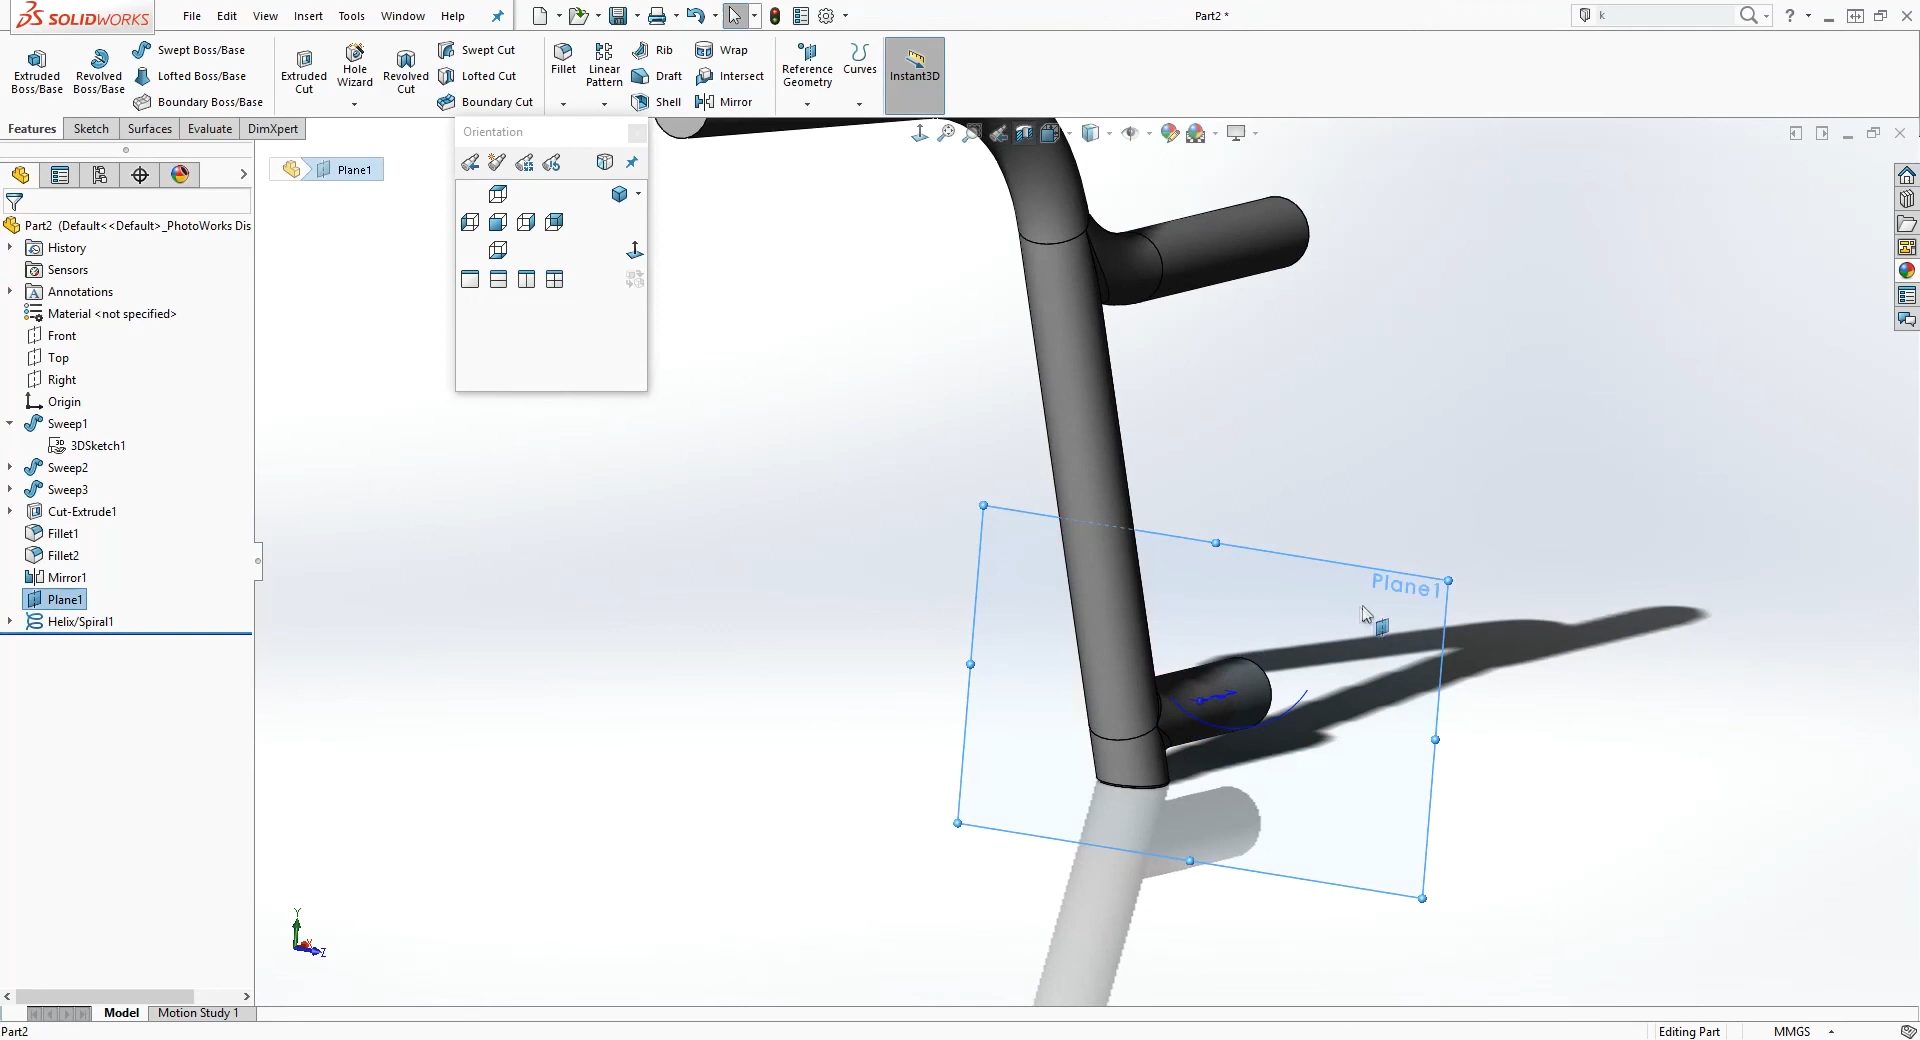 SOLIDWORKS
File Edit View Insert Tools Window Help
Part2 *
k
?
Extruded Boss/Base
Revolved Boss/Base
Swept Boss/Base
Lofted Boss/Base
Boundary Boss/Base
Extruded Cut
Hole Wizard
Revolved Cut
Swept Cut
Lofted Cut
Boundary Cut
Fillet
Linear Pattern
Rib
Draft
Shell
Wrap
Intersect
Mirror
Reference Geometry
Curves
Instant3D
Features Sketch Surfaces Evaluate DimXpert
Orientation
Plane1
Part2 (Default<<Default>_PhotoWorks Dis
History
Sensors
Annotations
Material <not specified>
Front
Top
Right
Origin
Sweep1
3DSketch1
Sweep2
Sweep3
Cut-Extrude1
Fillet1
Fillet2
Mirror1
Plane1
Helix/Spiral1
Plane1
Y
X
Z
Model Motion Study 1
Part2
Editing Part
MMGS